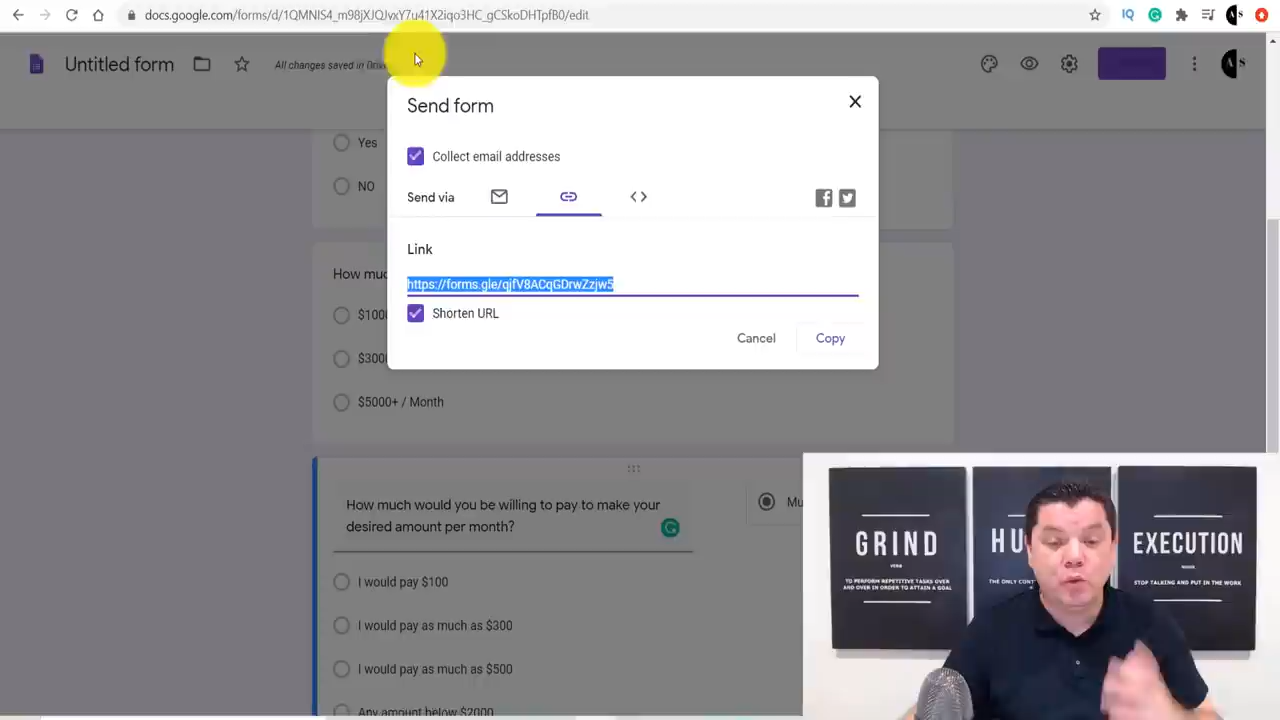 docs.google.com/forms/d/1QMNIS4_m98jXJQJvxY7u41X2iqo3HC_gCSkoDHTpfB0/edit
Untitled form
All changes saved in
Send form
Collect email addresses
Send via
Link
https://forms.gle/qjfV8ACqGDrwZzjw5
Shorten URL
Cancel
Copy
Yes
NO
How muc
$1000
$3000
$5000+ / Month
How much would you be willing to pay to make your
desired amount per month?
Mu
I would pay $100
I would pay as much as $300
I would pay as much as $500
Any amount below $2000
GRIND
VERB
TO PERFORM REPETITIVE TASKS OVER
AND OVER IN ORDER TO ATTAIN A GOAL
HU
THE ONLY CONT
EXECUTION
NOUN
STOP TALKING AND PUT IN THE WORK